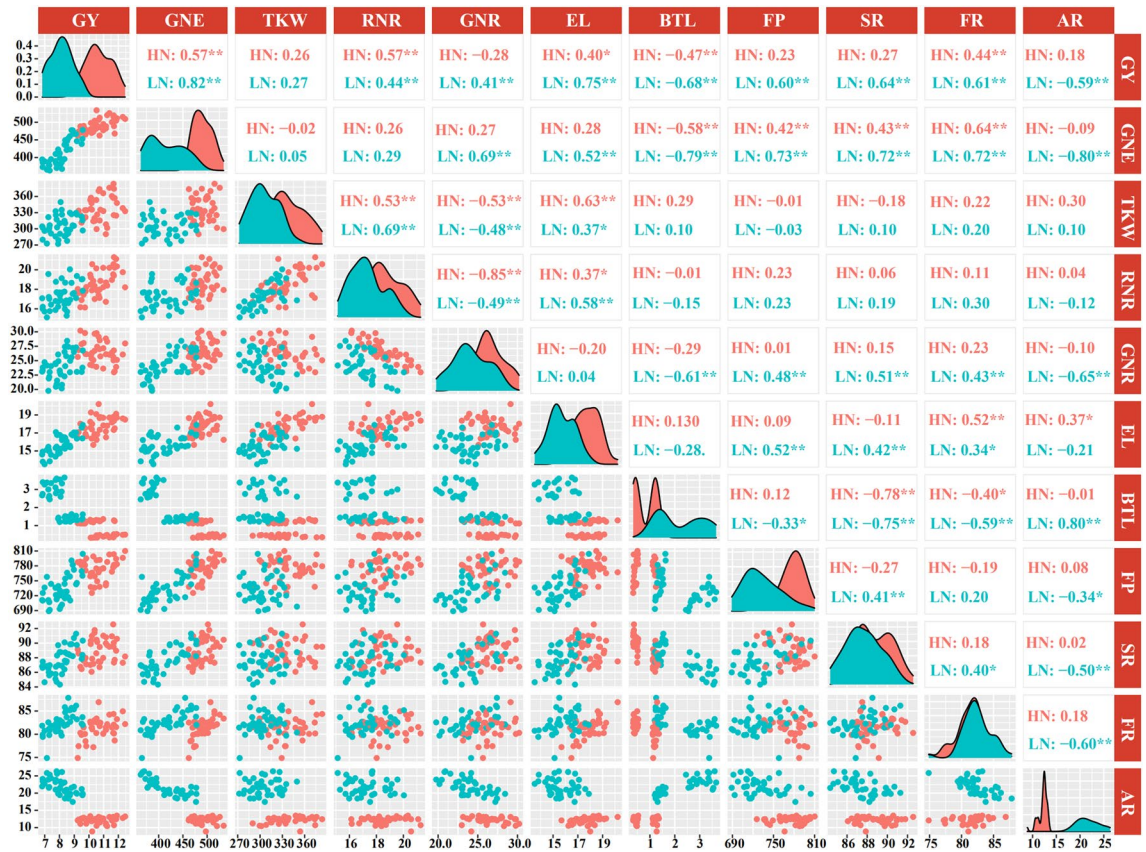 GY GNE TKW RNR GNR EL BTL FP SR FR AR
0.4
0.3
0.2
0.1
0.0
HN: 0.57** HN: 0.26 HN: 0.57** HN: −0.28 HN: 0.40* HN: −0.47** HN: 0.23 HN: 0.27 HN: 0.44** HN: 0.18
LN: 0.82** LN: 0.27 LN: 0.44** LN: 0.41** LN: 0.75** LN: −0.68** LN: 0.60** LN: 0.64** LN: 0.61** LN: −0.59**
GY
500
450
400
HN: −0.02 HN: 0.26 HN: 0.27 HN: 0.28 HN: −0.58** HN: 0.42** HN: 0.43** HN: 0.64** HN: −0.09
LN: 0.05 LN: 0.29 LN: 0.69** LN: 0.52** LN: −0.79** LN: 0.73** LN: 0.72** LN: 0.72** LN: −0.80**
GNE
360
330
300
270
HN: 0.53** HN: −0.53** HN: 0.63** HN: 0.29 HN: −0.01 HN: −0.18 HN: 0.22 HN: 0.30
LN: 0.69** LN: −0.48** LN: 0.37* LN: 0.10 LN: −0.03 LN: 0.10 LN: 0.20 LN: 0.10
TKW
20
18
16
HN: −0.85** HN: 0.37* HN: −0.01 HN: 0.23 HN: 0.06 HN: 0.11 HN: 0.04
LN: −0.49** LN: 0.58** LN: −0.15 LN: 0.23 LN: 0.19 LN: 0.30 LN: −0.12
RNR
30.0
27.5
25.0
22.5
20.0
HN: −0.20 HN: −0.29 HN: 0.01 HN: 0.15 HN: 0.23 HN: −0.10
LN: 0.04 LN: −0.61** LN: 0.48** LN: 0.51** LN: 0.43** LN: −0.65**
GNR
19
17
15
HN: 0.130 HN: 0.09 HN: −0.11 HN: 0.52** HN: 0.37*
LN: −0.28. LN: 0.52** LN: 0.42** LN: 0.34* LN: −0.21
EL
3
2
1
HN: 0.12 HN: −0.78** HN: −0.40* HN: −0.01
LN: −0.33* LN: −0.75** LN: −0.59** LN: 0.80**
BTL
810
780
750
720
690
HN: −0.27 HN: −0.19 HN: 0.08
LN: 0.41** LN: 0.20 LN: −0.34*
FP
92
90
88
86
84
HN: 0.18 HN: 0.02
LN: 0.40* LN: −0.50**
SR
85
80
75
HN: 0.18
LN: −0.60**
FR
25
20
15
10
AR
7 8 9 10 11 12 400 450 500 270 300 330 360 16 18 20 20.0 25.0 30.0 15 17 19 1 2 3 690 750 810 86 88 90 92 75 80 85 10 15 20 25